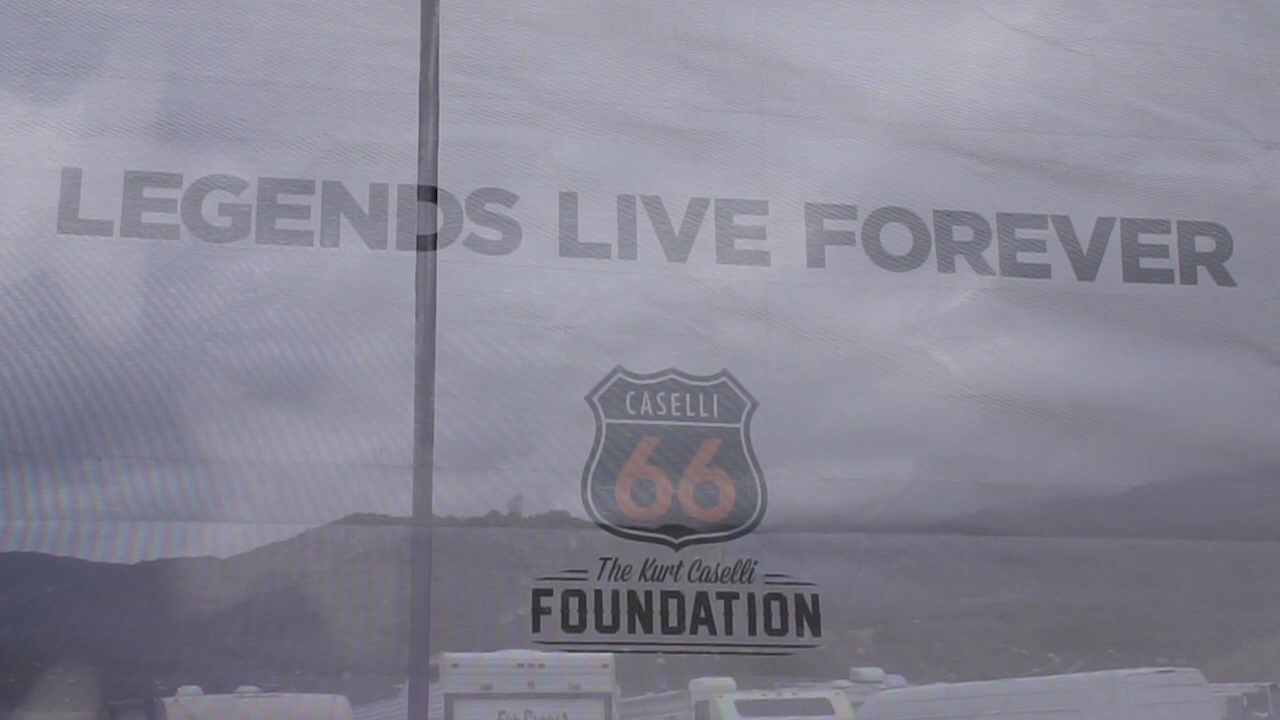 LEGENDS LIVE FOREVER
CASELLI
66
The Kurt Caselli
FOUNDATION